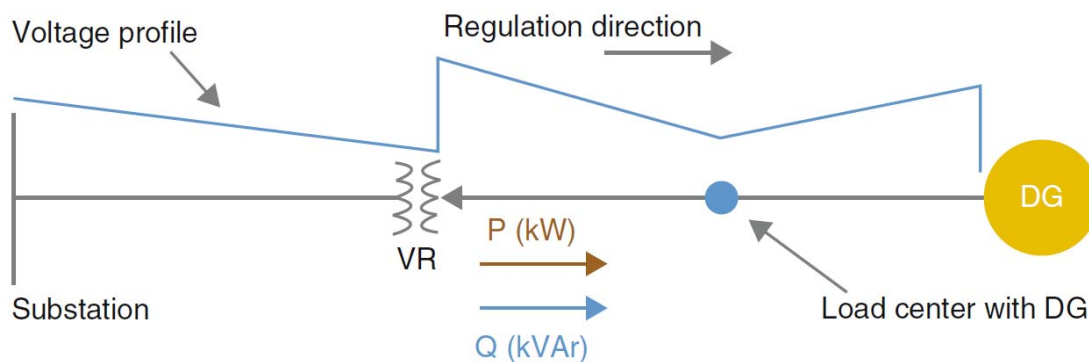 Voltage profile
Regulation direction
DG
P (kW)
VR
Substation
Load center with DG
Q (kVAr)